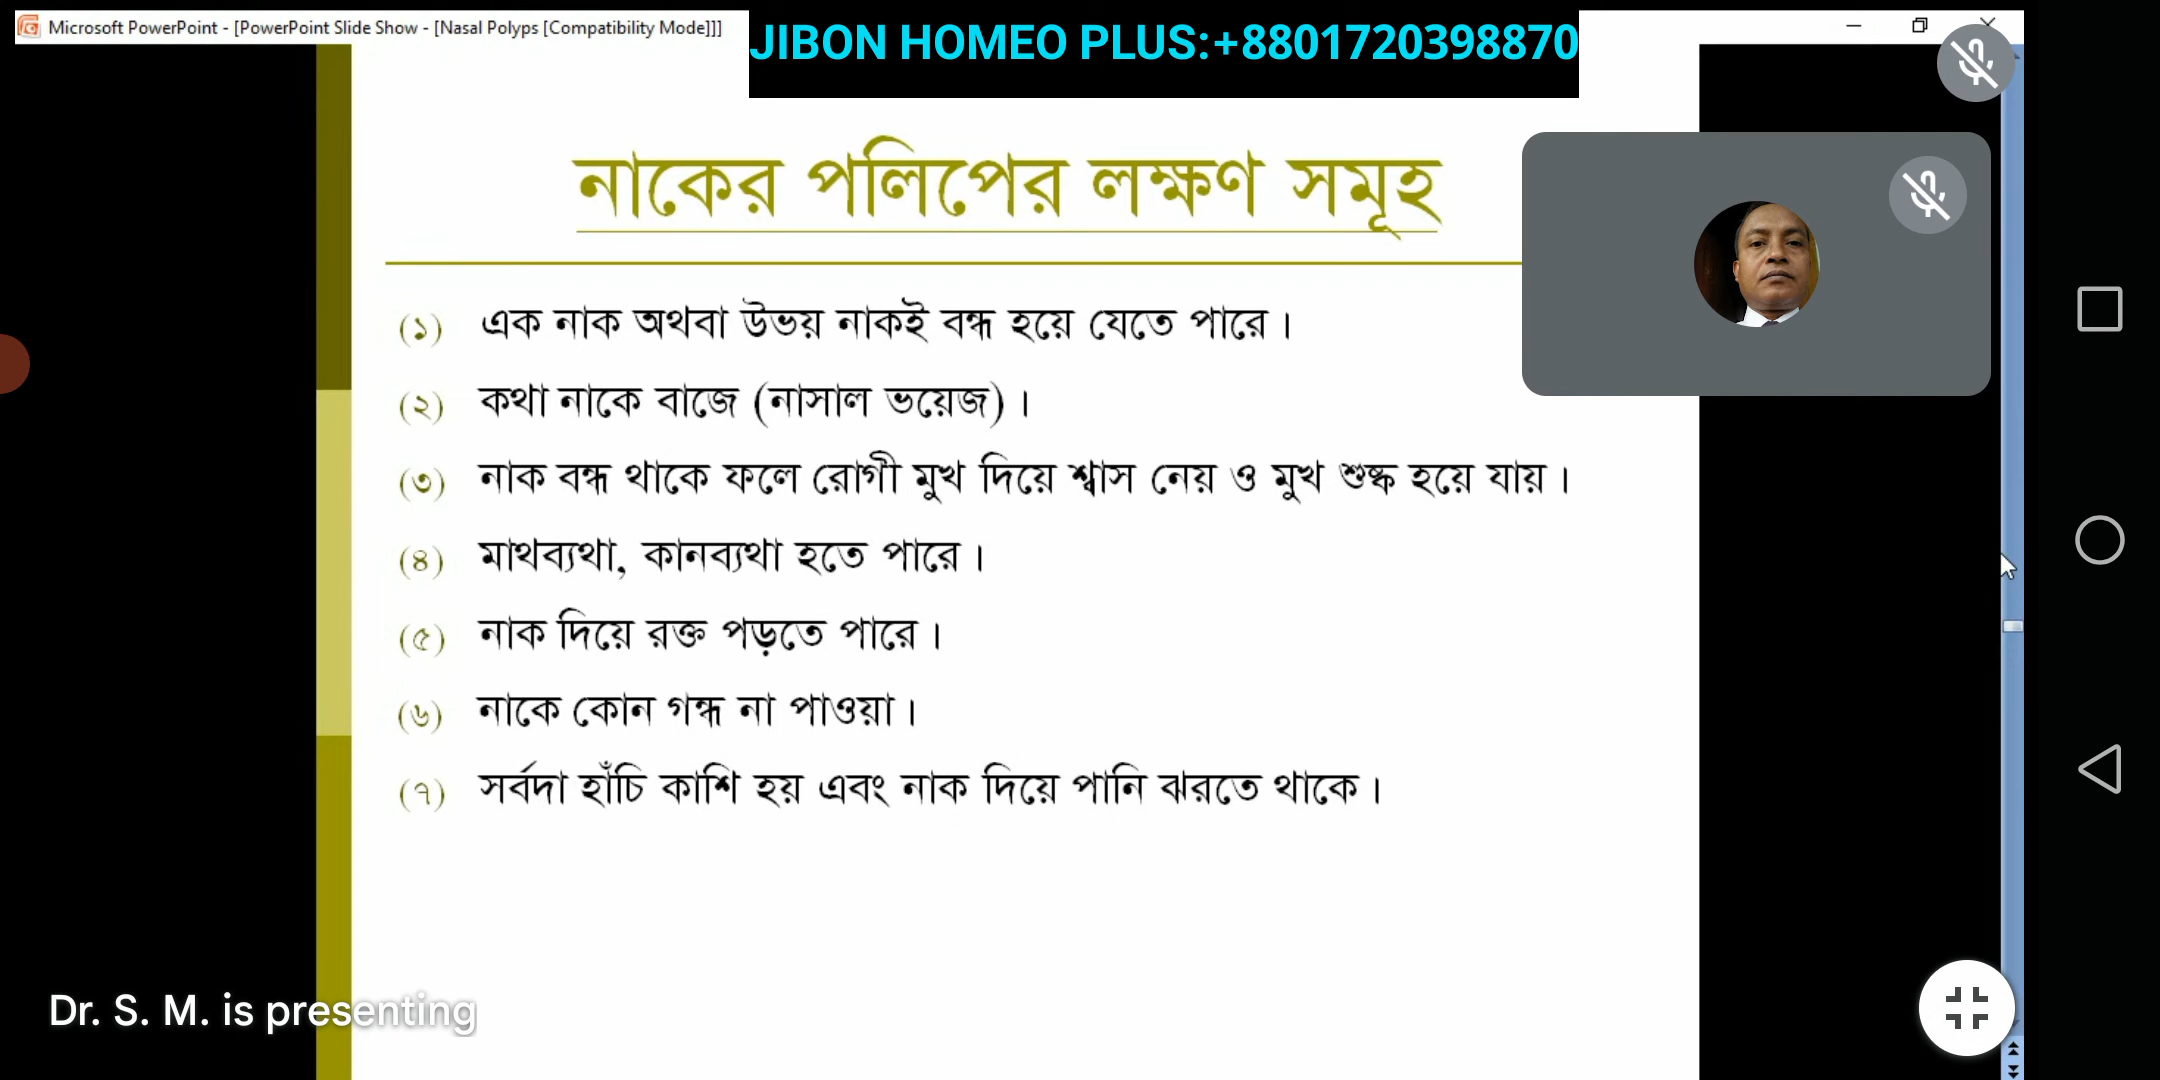 Microsoft PowerPoint - [PowerPoint Slide Show - [Nasal Polyps [Compatibility Mode]]]
JIBON HOMEO PLUS:+8801720398870
নাকের পলিপের লক্ষণ সমূহ
(১) এক নাক অথবা উভয় নাকই বন্ধ হয়ে যেতে পারে।
(২) কথা নাকে বাজে (নাসাল ভয়েজ)।
(৩) নাক বন্ধ থাকে ফলে রোগী মুখ দিয়ে শ্বাস নেয় ও মুখ শুষ্ক হয়ে যায়।
(৪) মাথব্যথা, কানব্যথা হতে পারে।
(৫) নাক দিয়ে রক্ত পড়তে পারে।
(৬) নাকে কোন গন্ধ না পাওয়া।
(৭) সর্বদা হাঁচি কাশি হয় এবং নাক দিয়ে পানি ঝরতে থাকে।
Dr. S. M. is presenting